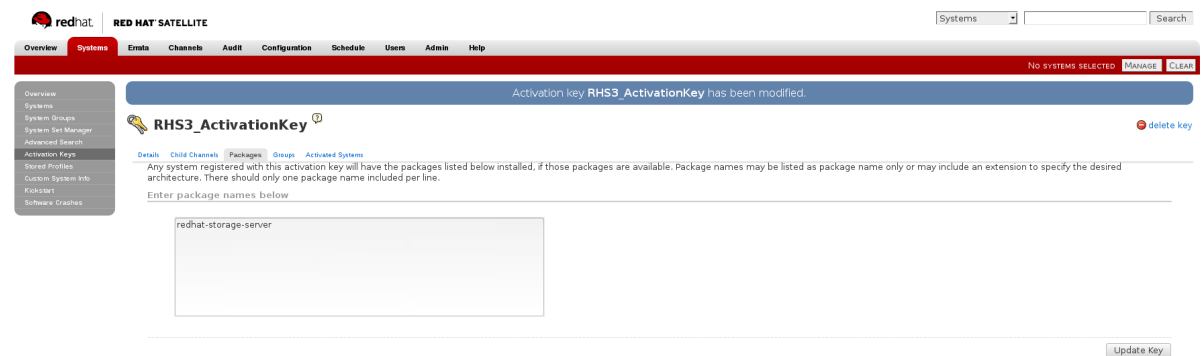 redhat. RED HAT SATELLITE
Systems Search
Overview Systems Errata Channels Audit Configuration Schedule Users Admin Help
NO SYSTEMS SELECTED MANAGE CLEAR
Overview
Systems
System Groups
System Set Manager
Advanced Search
Activation Keys
Stored Profiles
Custom System Info
Kickstart
Software Crashes
Activation key RHS3_ActivationKey has been modified.
RHS3_ActivationKey ?
delete key
Details Child Channels Packages Groups Activated Systems
Any system registered with this activation key will have the packages listed below installed, if those packages are available. Package names may be listed as package name only or may include an extension to specify the desired
architecture. There should only one package name included per line.
Enter package names below
redhat-storage-server
Update Key